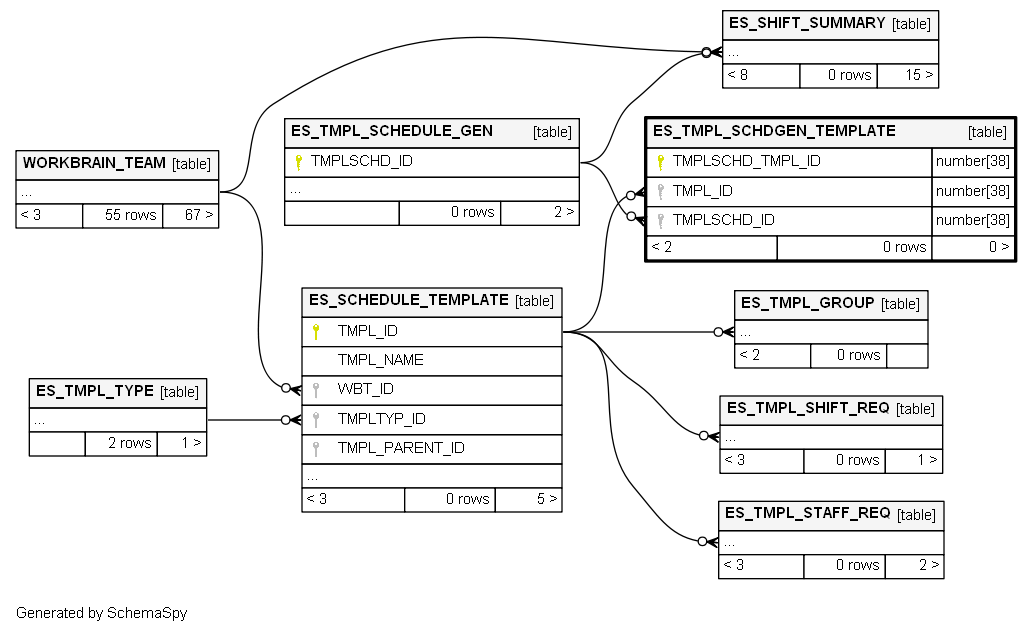 ES_SHIFT_SUMMARY [table]
...
< 8 0 rows 15 >
ES_TMPL_SCHEDULE_GEN [table]
TMPLSCHD_ID
...
0 rows 2 >
ES_TMPL_SCHDGEN_TEMPLATE [table]
TMPLSCHD_TMPL_ID number[38]
TMPL_ID number[38]
TMPLSCHD_ID number[38]
< 2 0 rows 0 >
WORKBRAIN_TEAM [table]
...
< 3 55 rows 67 >
ES_SCHEDULE_TEMPLATE [table]
TMPL_ID
TMPL_NAME
WBT_ID
TMPLTYP_ID
TMPL_PARENT_ID
...
< 3 0 rows 5 >
ES_TMPL_GROUP [table]
...
< 2 0 rows
ES_TMPL_TYPE [table]
...
2 rows 1 >
ES_TMPL_SHIFT_REQ [table]
...
< 3 0 rows 1 >
ES_TMPL_STAFF_REQ [table]
...
< 3 0 rows 2 >
Generated by SchemaSpy